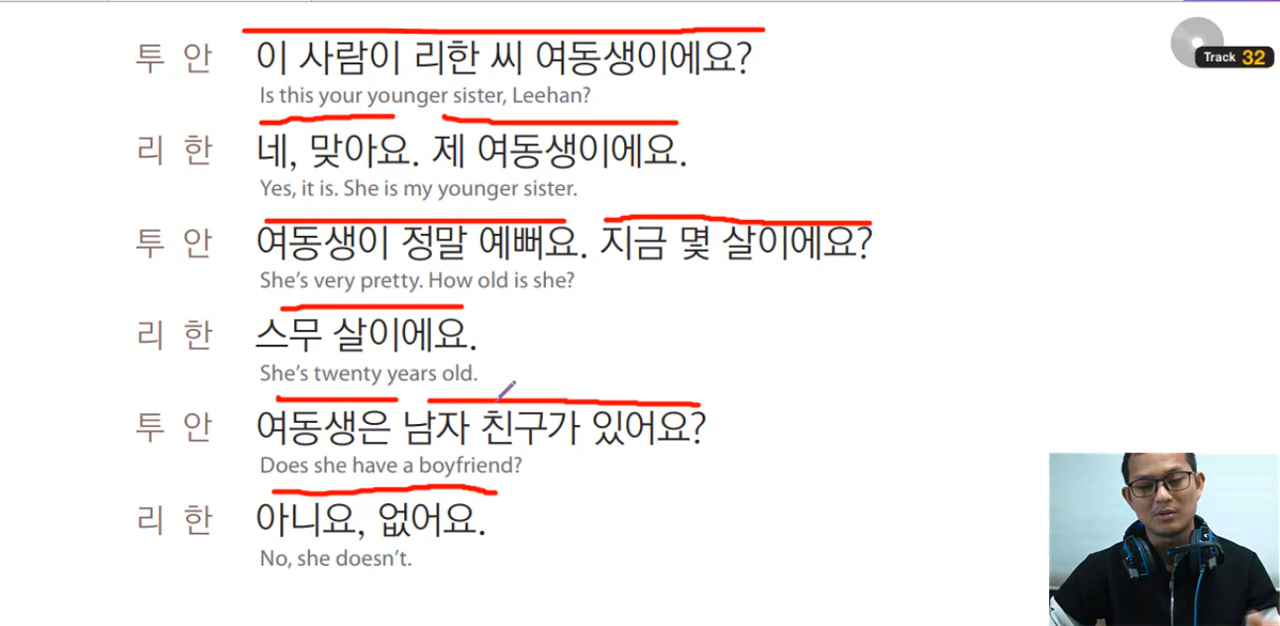 Track 32
투 안 이 사람이 리한 씨 여동생이에요?
Is this your younger sister, Leehan?
리 한 네, 맞아요. 제 여동생이에요.
Yes, it is. She is my younger sister.
투 안 여동생이 정말 예뻐요. 지금 몇 살이에요?
She's very pretty. How old is she?
리 한 스무 살이에요.
She's twenty years old.
투 안 여동생은 남자 친구가 있어요?
Does she have a boyfriend?
리 한 아니요, 없어요.
No, she doesn't.